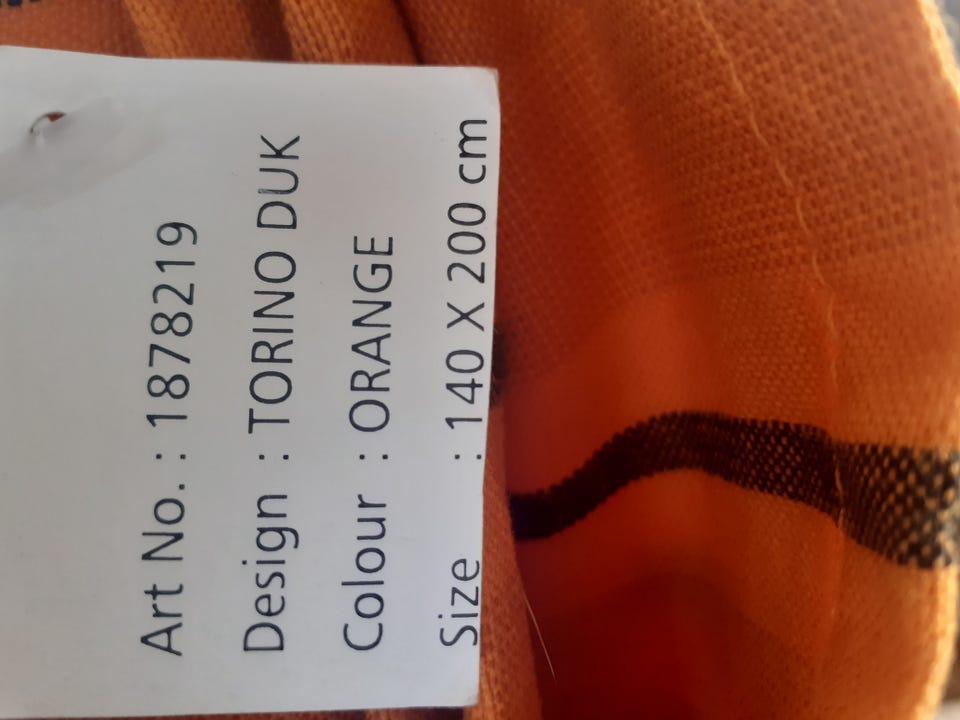 Art No. : 1878219
Design : TORINO DUK
Colour : ORANGE
Size : 140 X 200 cm